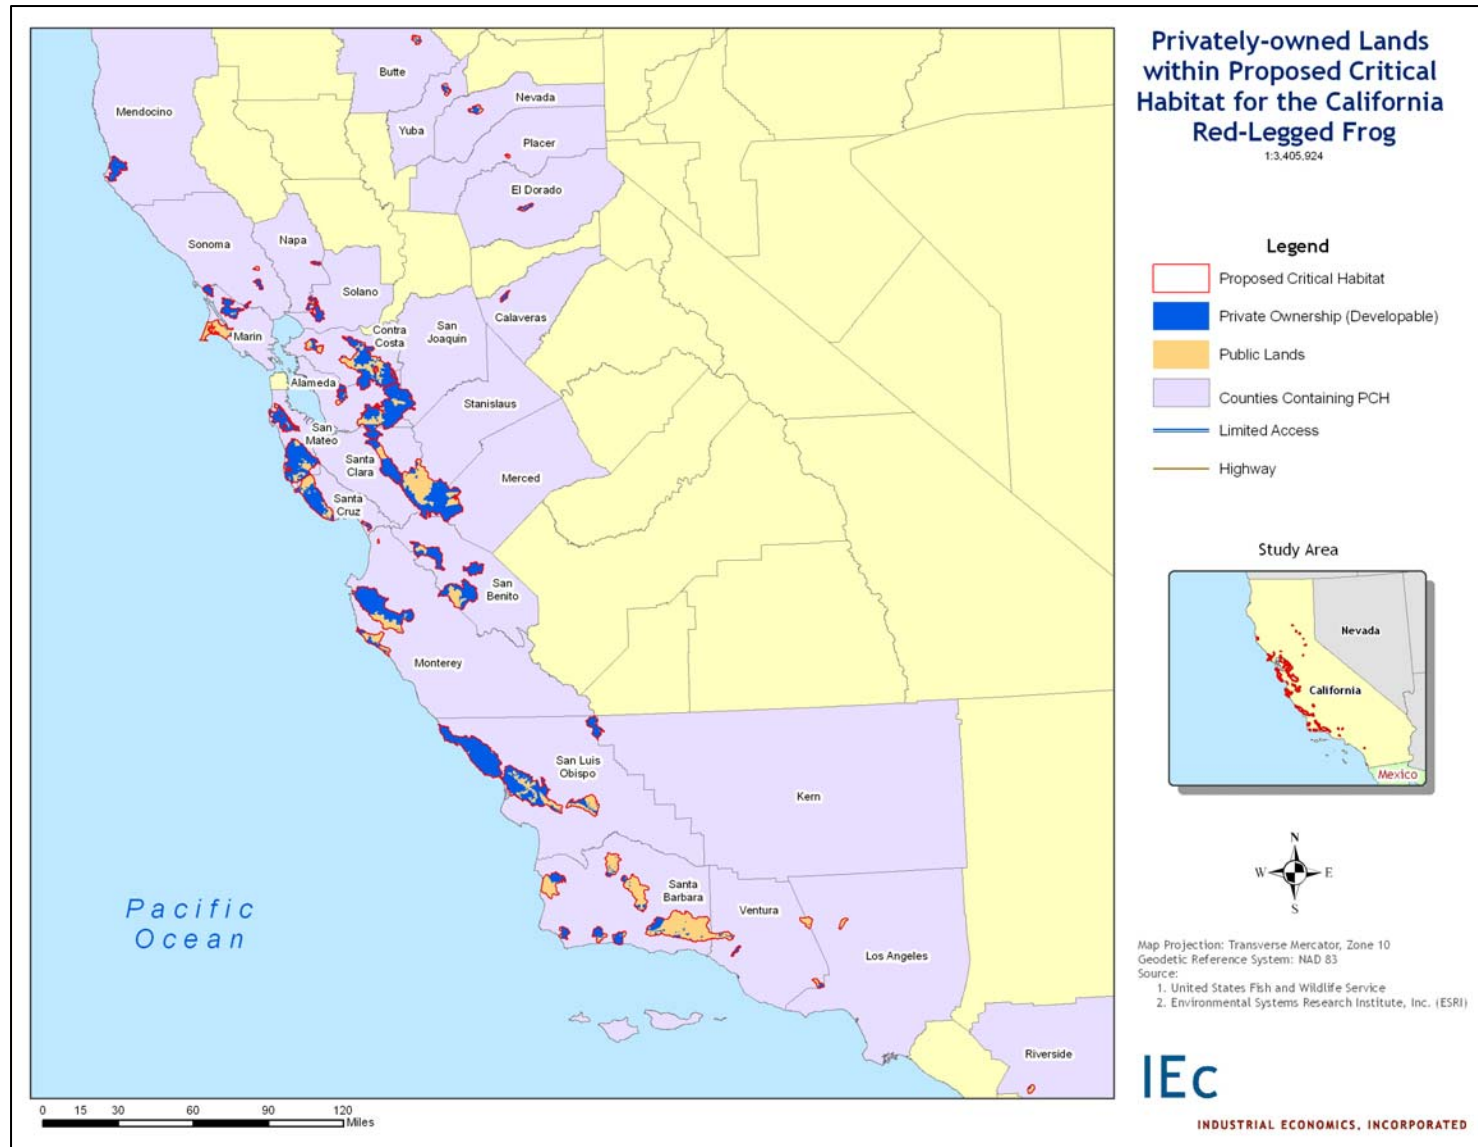 Privately-owned Lands
within Proposed Critical
Habitat for the California
Red-Legged Frog
1:3,405,924
Legend
Proposed Critical Habitat
Private Ownership (Developable)
Public Lands
Counties Containing PCH
Limited Access
Highway
Study Area
Nevada
California
Mexico
N
W E
S
Map Projection: Transverse Mercator, Zone 10
Geodetic Reference System: NAD 83
Source:
1. United States Fish and Wildlife Service
2. Environmental Systems Research Institute, Inc. (ESRI)
IEc
INDUSTRIAL ECONOMICS, INCORPORATED
Butte
Mendocino
Nevada
Yuba
Placer
El Dorado
Sonoma
Napa
Solano
Calaveras
Marin
Contra
Costa
San
Joaquin
Alameda
Stanislaus
San
Mateo
Santa
Clara
Merced
Santa
Cruz
San
Benito
Monterey
San Luis
Obispo
Kern
Santa
Barbara
Ventura
Los Angeles
Riverside
Pacific
Ocean
0 15 30 60 90 120
Miles